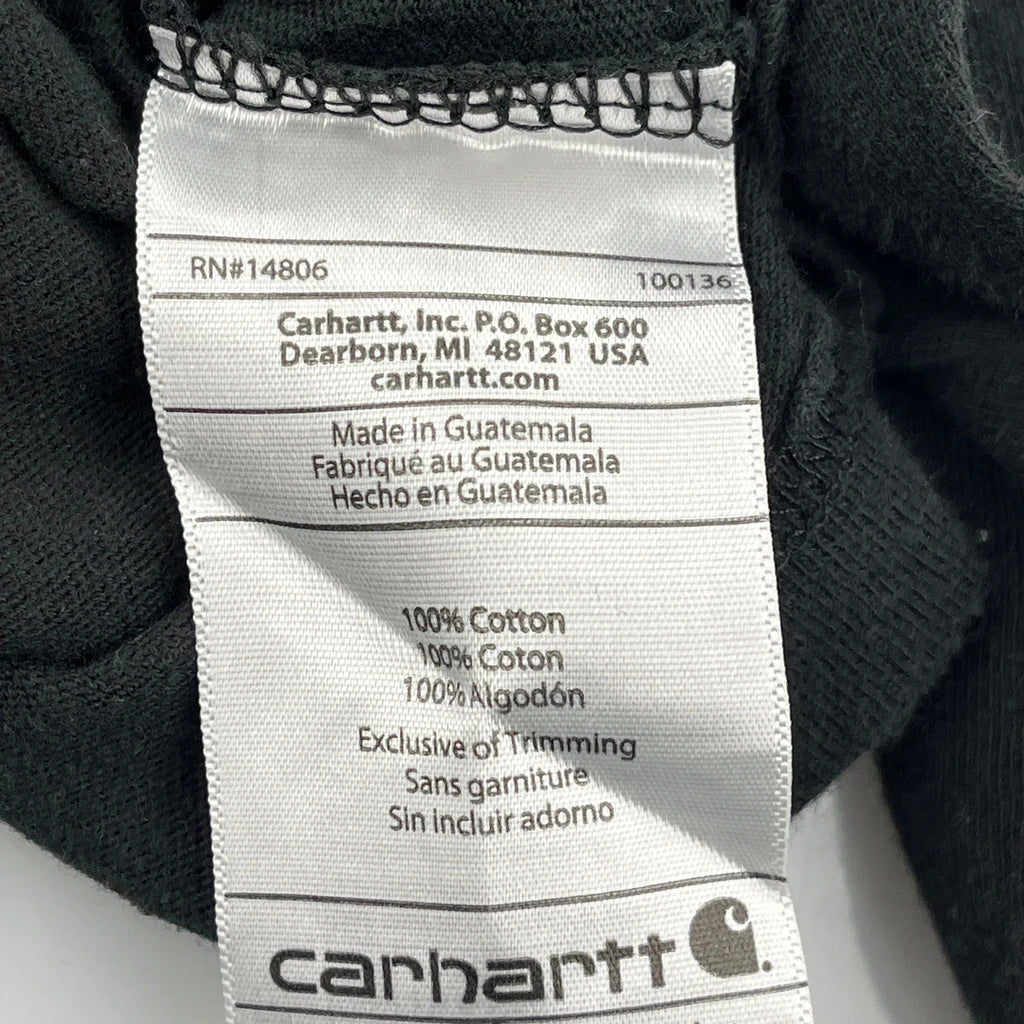 RN#14806 100136
Carhartt, Inc. P.O. Box 600
Dearborn, MI 48121 USA
carhartt.com
Made in Guatemala
Fabriqué au Guatemala
Hecho en Guatemala
100% Cotton
100% Coton
100% Algodón
Exclusive of Trimming
Sans garniture
Sin incluir adorno
carhartt